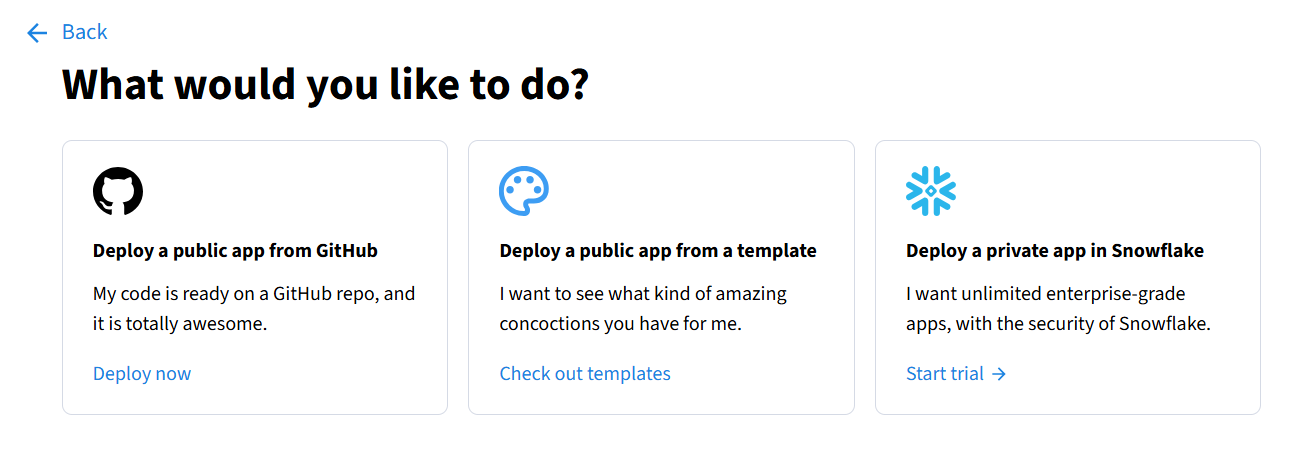 Back
What would you like to do?
Deploy a public app from GitHub
My code is ready on a GitHub repo, and
it is totally awesome.
Deploy now
Deploy a public app from a template
I want to see what kind of amazing
concoctions you have for me.
Check out templates
Deploy a private app in Snowflake
I want unlimited enterprise-grade
apps, with the security of Snowflake.
Start trial